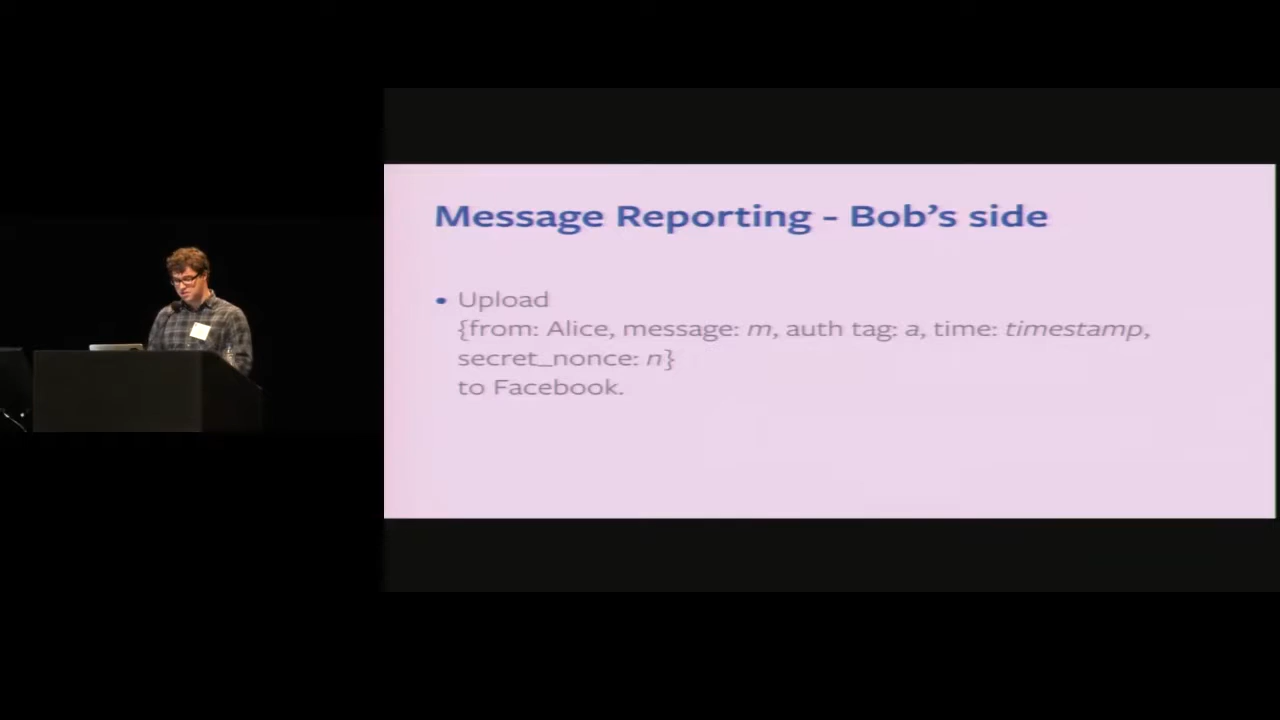 Message Reporting - Bob's side
• Upload
{from: Alice, message: m, auth tag: a, time: timestamp,
secret_nonce: n}
to Facebook.